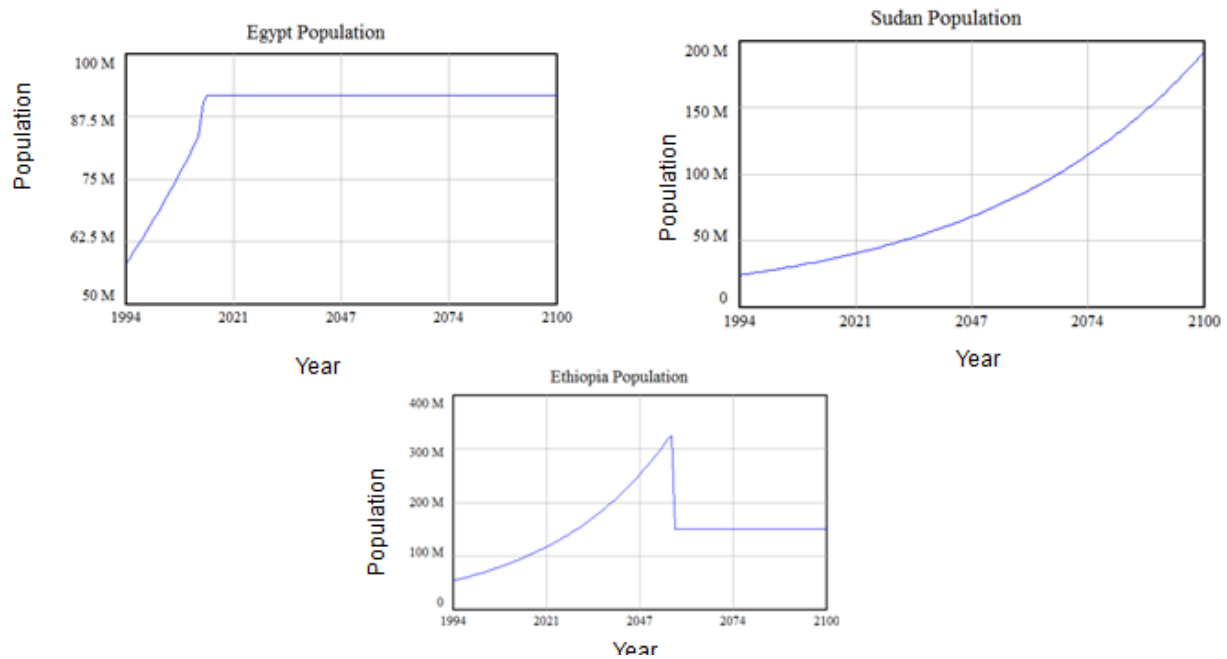 Egypt Population
100 M
87.5 M
75 M
62.5 M
50 M
Population
1994 2021 2047 2074 2100
Year
Sudan Population
200 M
150 M
100 M
50 M
0
Population
1994 2021 2047 2074 2100
Year
Ethiopia Population
400 M
300 M
200 M
100 M
0
Population
1994 2021 2047 2074 2100
Year